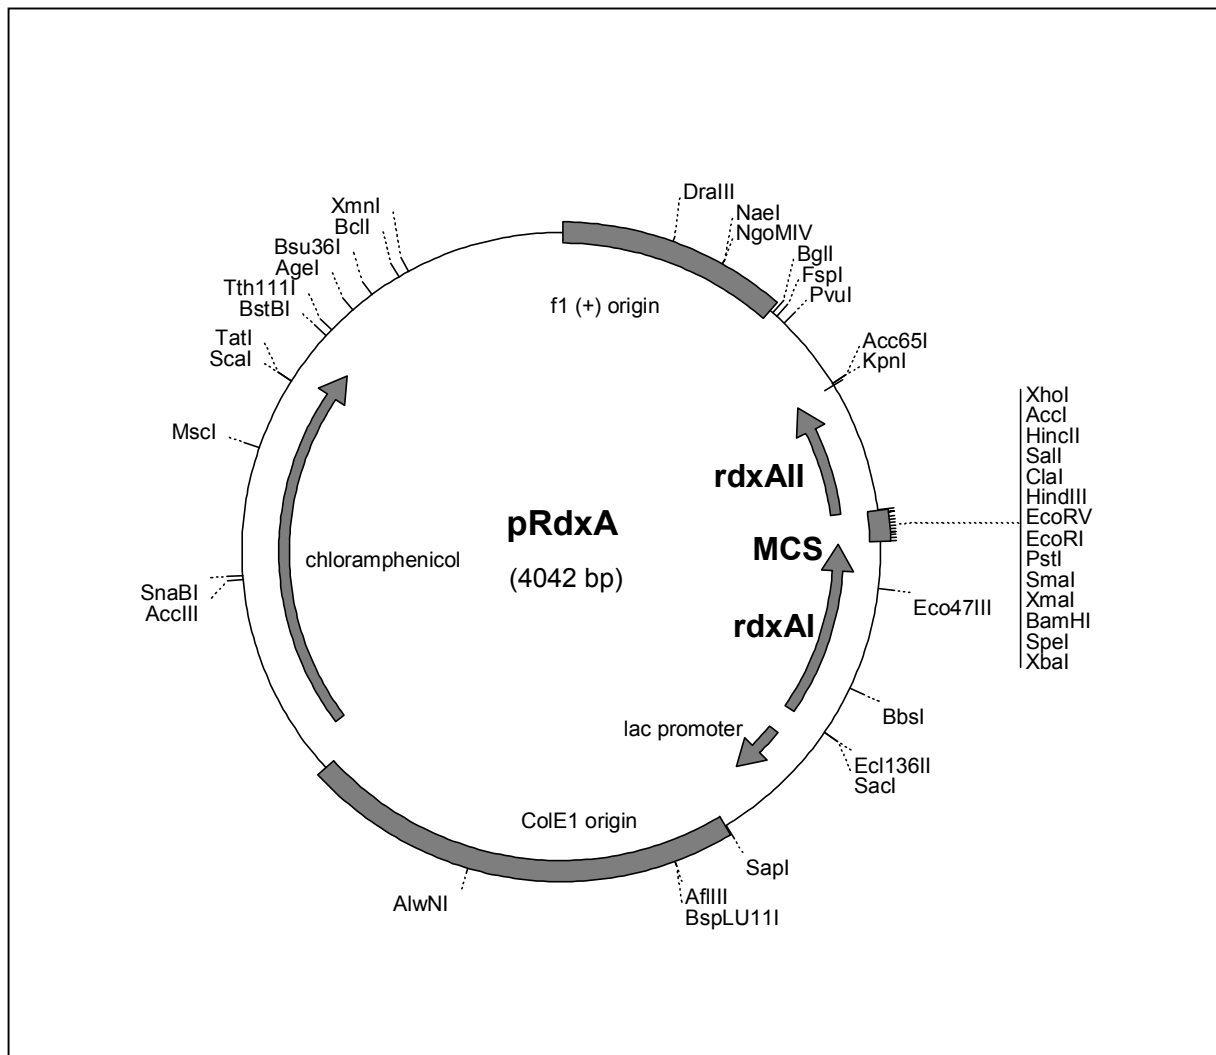 DraIII
NaeI
NgoMIV
BglI
FspI
PvuI
XmnI
BclI
Bsu36I
AgeI
Tth111I
BstBI
TatI
ScaI
f1 (+) origin
Acc65I
KpnI
MscI
rdxAII
XhoI
AccI
HincII
SalI
ClaI
HindIII
EcoRV
EcoRI
PstI
SmaI
XmaI
BamHI
SpeI
XbaI
pRdxA
(4042 bp)
MCS
chloramphenicol
SnaBI
AccIII
Eco47III
rdxAI
BbsI
lac promoter
Ecl136II
SacI
ColE1 origin
SapI
AflIII
BspLU11I
AlwNI